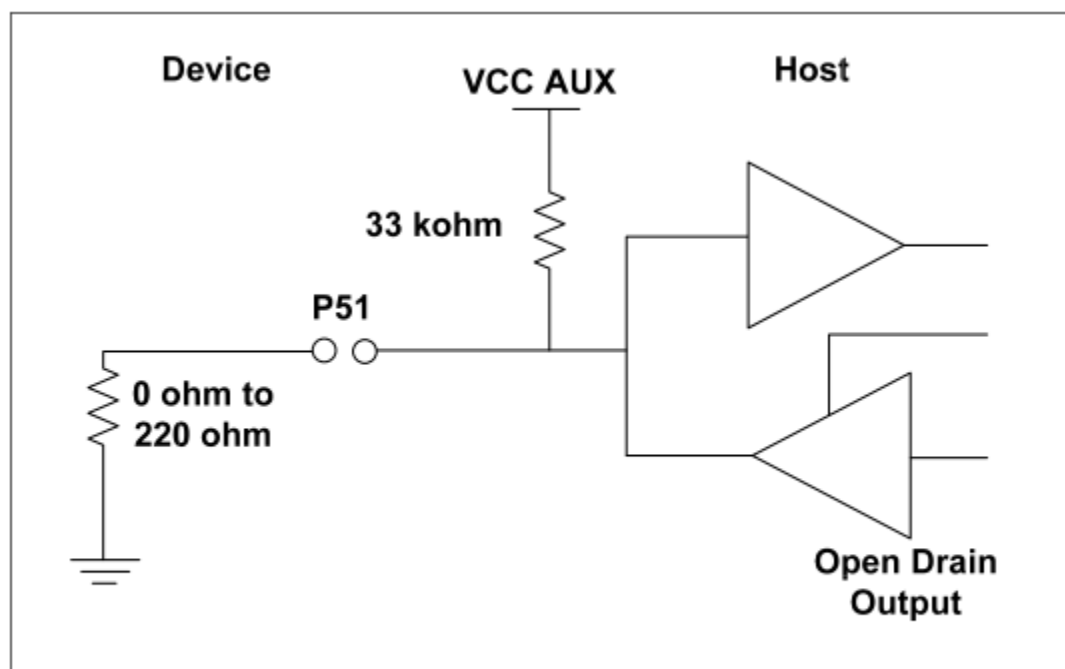 Device
VCC AUX
Host
33 kohm
P51
0 ohm to
220 ohm
Open Drain
Output